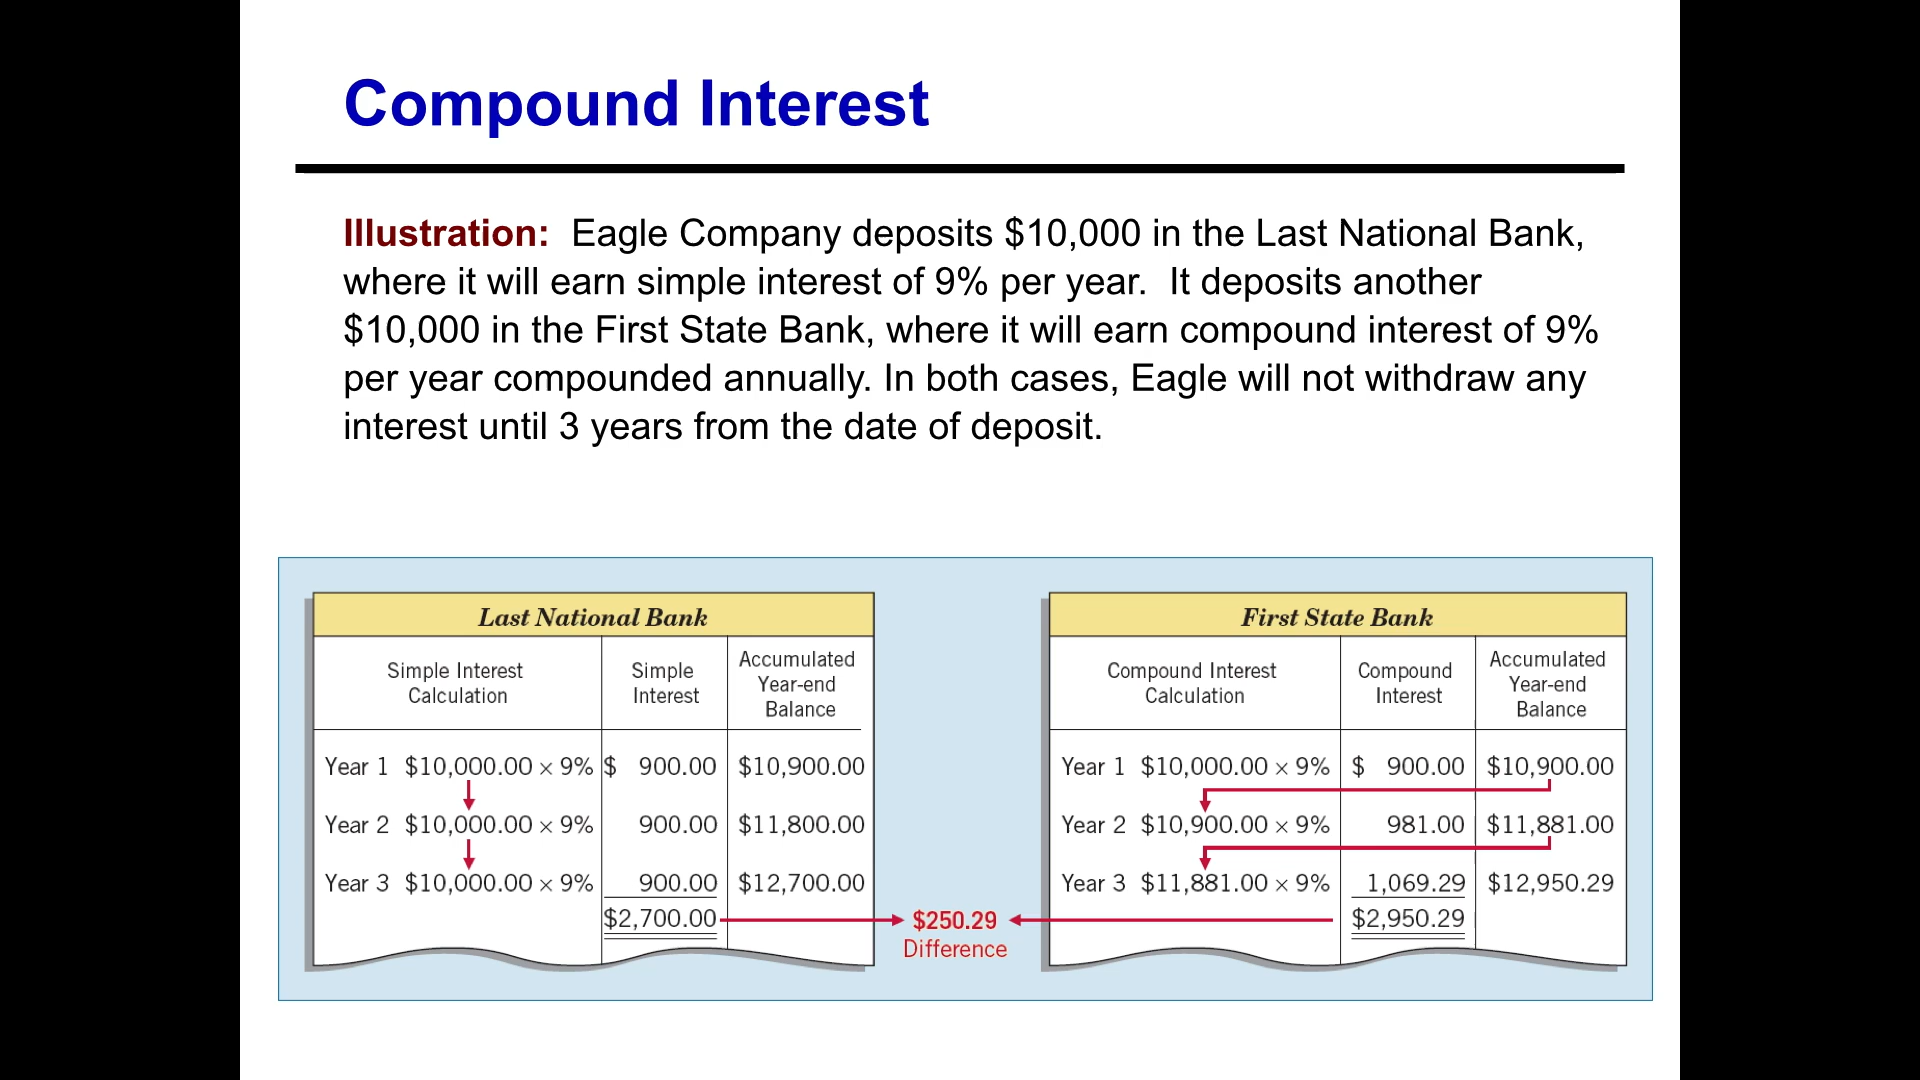 Compound Interest
Illustration:  Eagle Company deposits $10,000 in the Last National Bank,
where it will earn simple interest of 9% per year.  It deposits another
$10,000 in the First State Bank, where it will earn compound interest of 9%
per year compounded annually. In both cases, Eagle will not withdraw any
interest until 3 years from the date of deposit.
Last National Bank
Simple Interest
Calculation
Simple
Interest
Accumulated
Year-end
Balance
Year 1 $10,000.00 × 9% $ 900.00 $10,900.00
Year 2 $10,000.00 × 9% 900.00 $11,800.00
Year 3 $10,000.00 × 9% 900.00 $12,700.00
$2,700.00
$250.29
Difference
First State Bank
Compound Interest
Calculation
Compound
Interest
Accumulated
Year-end
Balance
Year 1 $10,000.00 × 9% $ 900.00 $10,900.00
Year 2 $10,900.00 × 9% 981.00 $11,881.00
Year 3 $11,881.00 × 9% 1,069.29 $12,950.29
$2,950.29